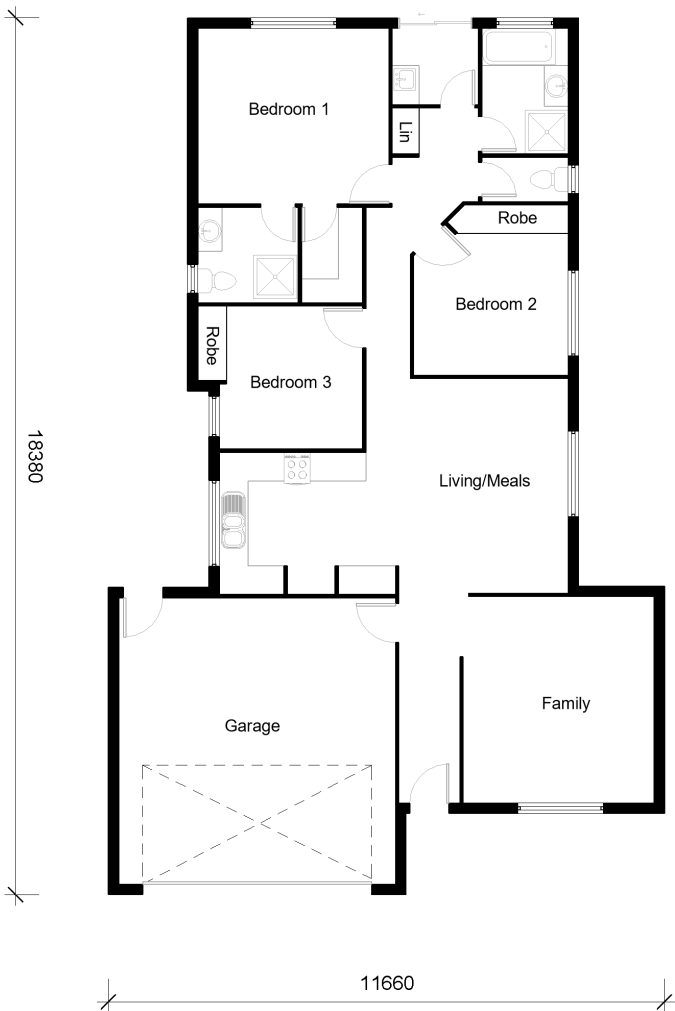 Bedroom 1
Lin
Robe
Bedroom 2
Robe
Bedroom 3
18380
Living/Meals
Family
Garage
11660